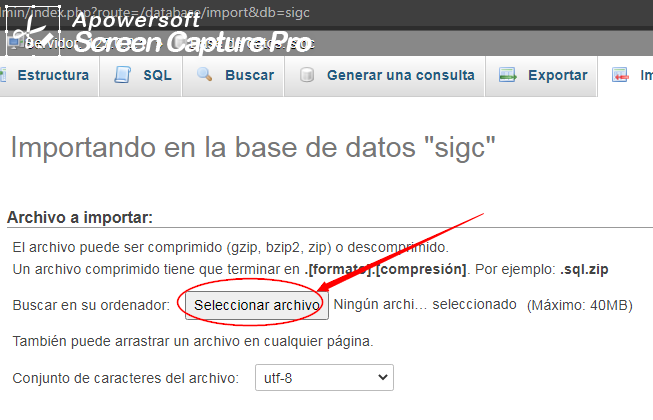 min/index.php?route=/database/import&db=sigc
Apowersoft
Screen Capture Pro
Estructura SQL Buscar Generar una consulta Exportar Im
Importando en la base de datos "sigc"
Archivo a importar:
El archivo puede ser comprimido (gzip, bzip2, zip) o descomprimido.
Un archivo comprimido tiene que terminar en .[formato].[compresión]. Por ejemplo: .sql.zip
Buscar en su ordenador: Seleccionar archivo Ningún archi... seleccionado (Máximo: 40MB)
También puede arrastrar un archivo en cualquier página.
Conjunto de caracteres del archivo: utf-8